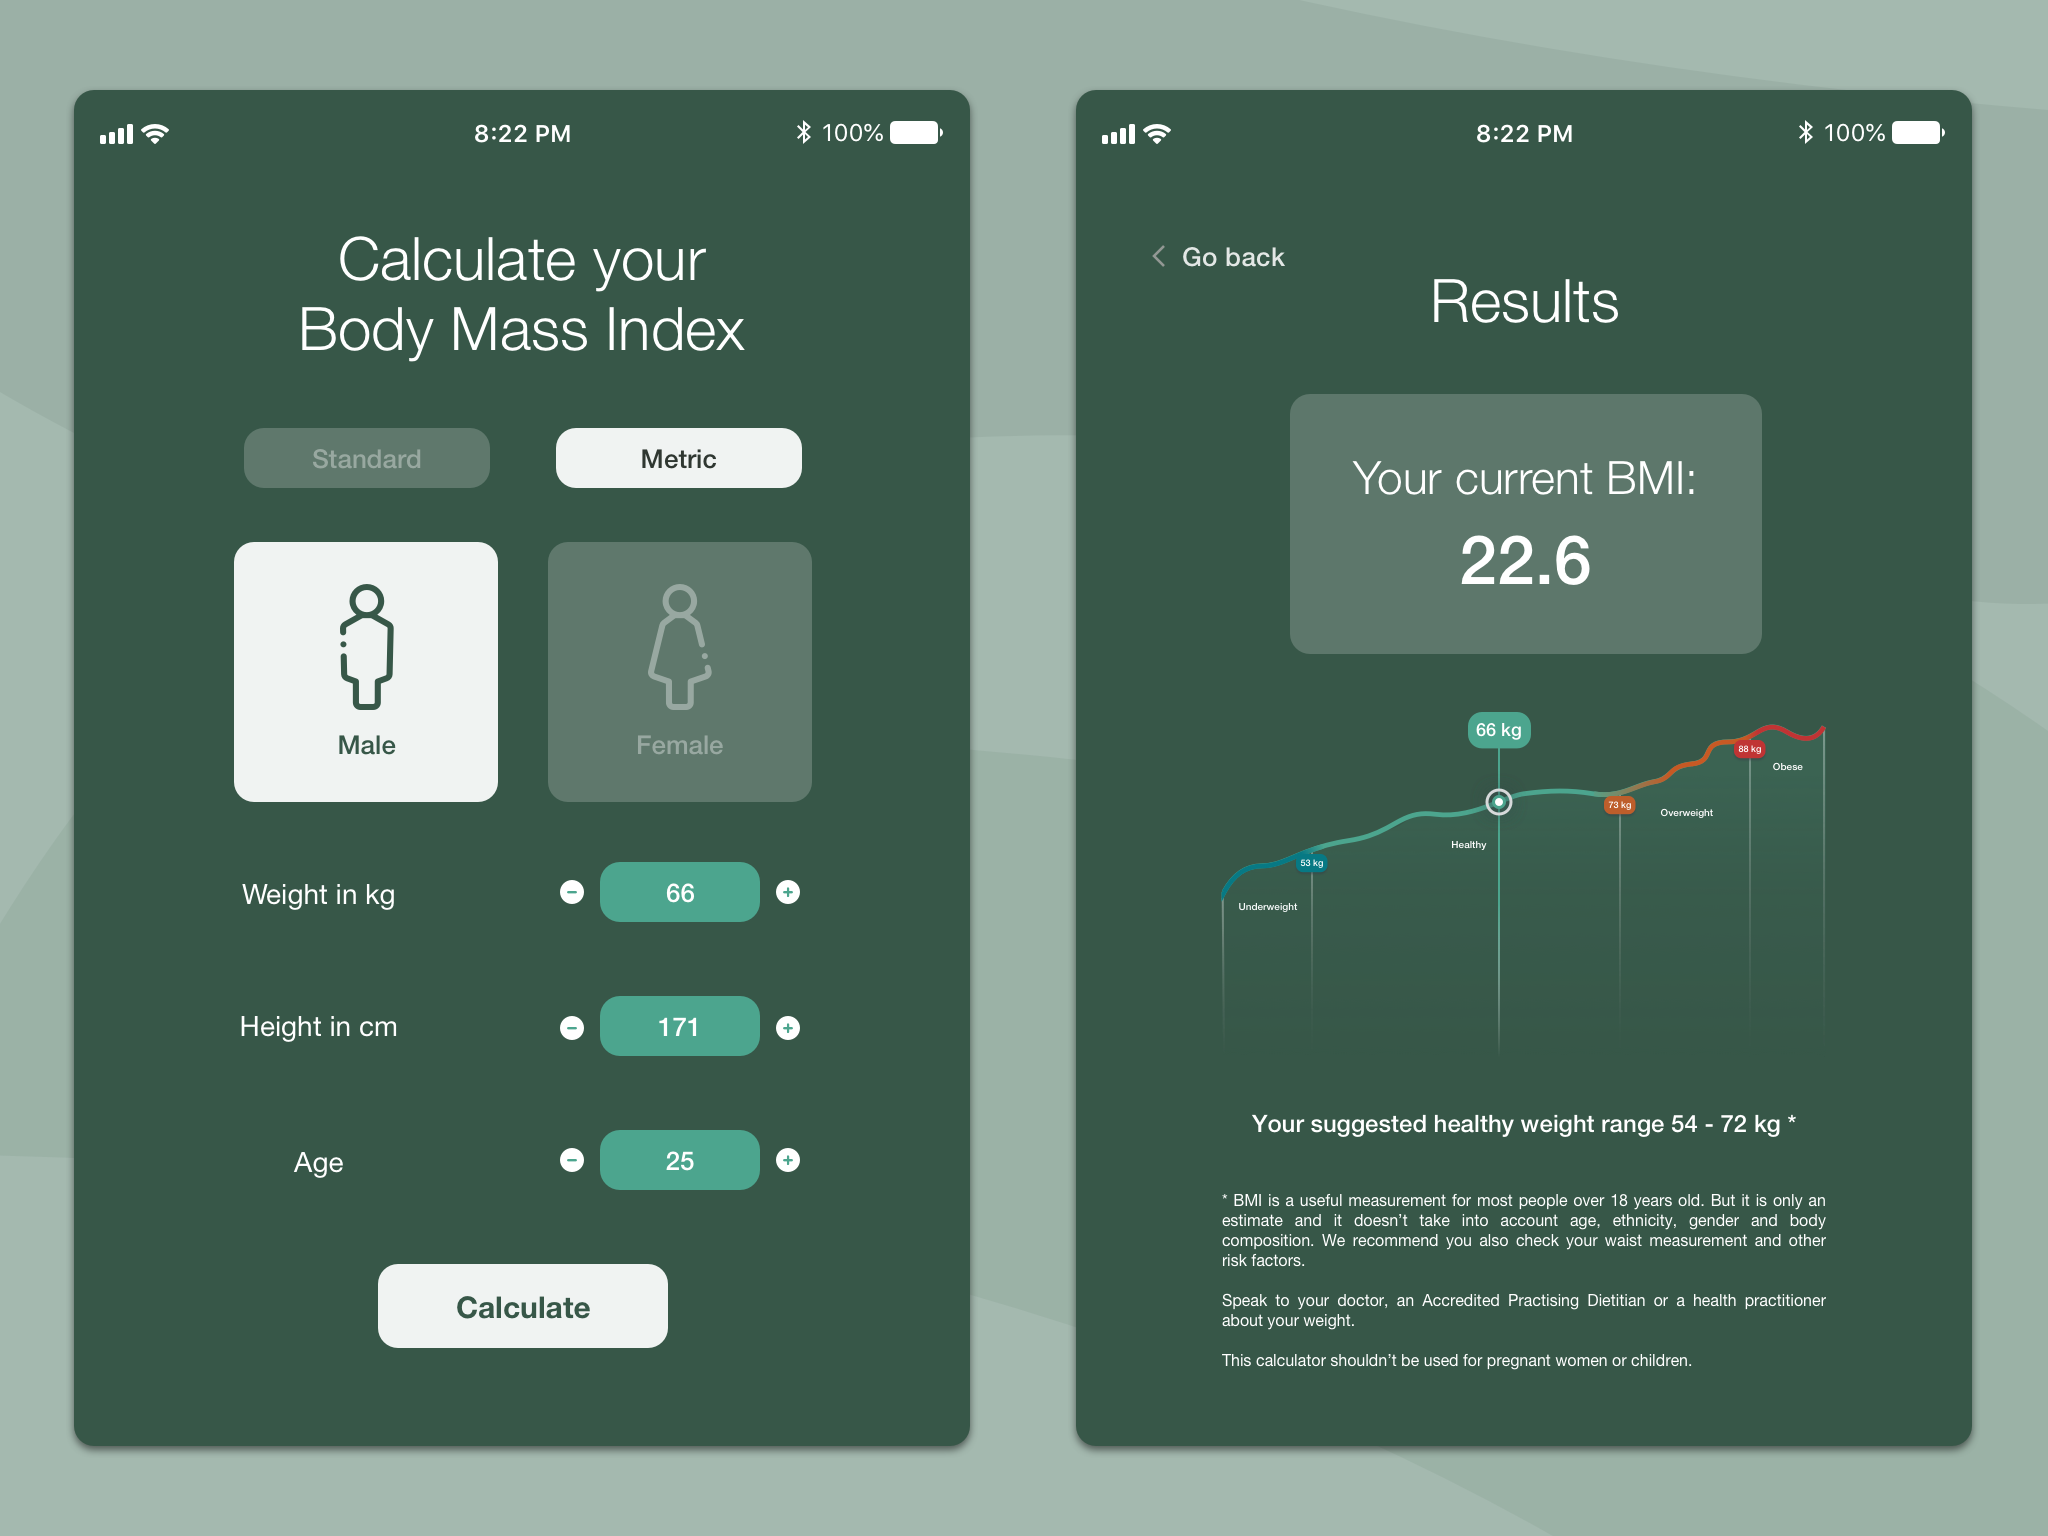 8:22 PM
100%
Calculate your
Body Mass Index
Standard
Metric
Male
Female
Weight in kg
66
Height in cm
171
Age
25
Calculate
8:22 PM
100%
Go back
Results
Your current BMI:
22.6
66 kg
88 kg
Obese
73 kg
Overweight
Healthy
53 kg
Underweight
Your suggested healthy weight range 54 - 72 kg *
* BMI is a useful measurement for most people over 18 years old. But it is only an
estimate and it doesn’t take into account age, ethnicity, gender and body
composition. We recommend you also check your waist measurement and other
risk factors.
Speak to your doctor, an Accredited Practising Dietitian or a health practitioner
about your weight.
This calculator shouldn’t be used for pregnant women or children.